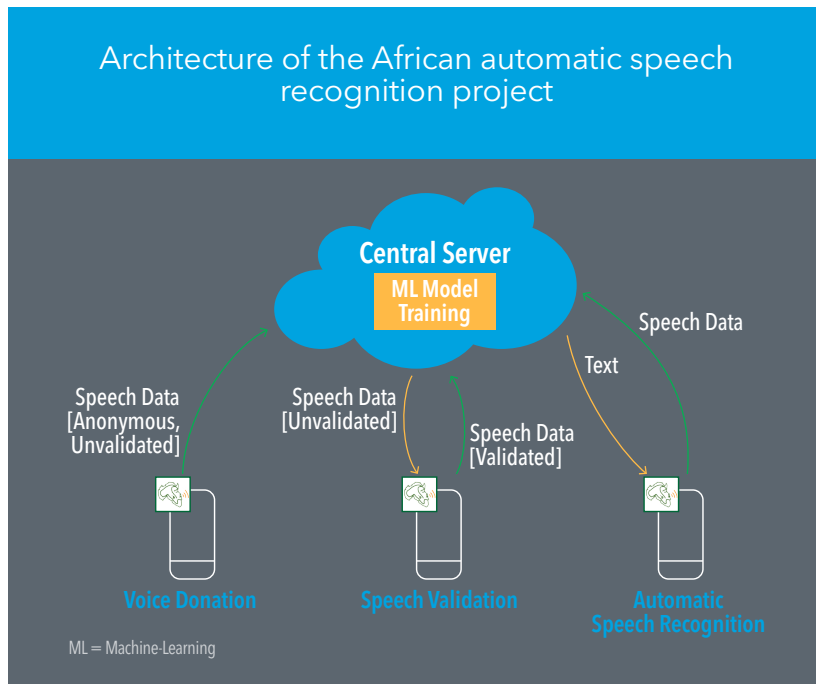 Architecture of the African automatic speech
recognition project
Central Server
ML Model
Training
Speech Data
Text
Speech Data
[Anonymous,
Unvalidated]
Speech Data
[Unvalidated]
Speech Data
[Validated]
Voice Donation
Speech Validation
Automatic
Speech Recognition
ML = Machine-Learning